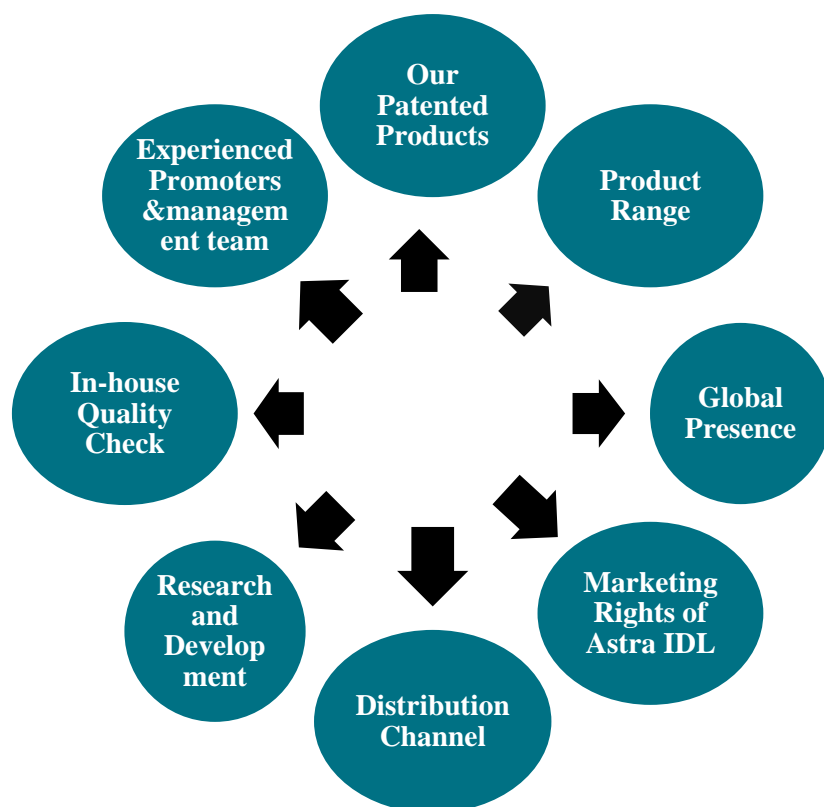 Our
Patented
Products
Product
Range
Global
Presence
Marketing
Rights of
Astra IDL
Distribution
Channel
Research
and
Develop
ment
In-house
Quality
Check
Experienced
Promoters
&managem
ent team